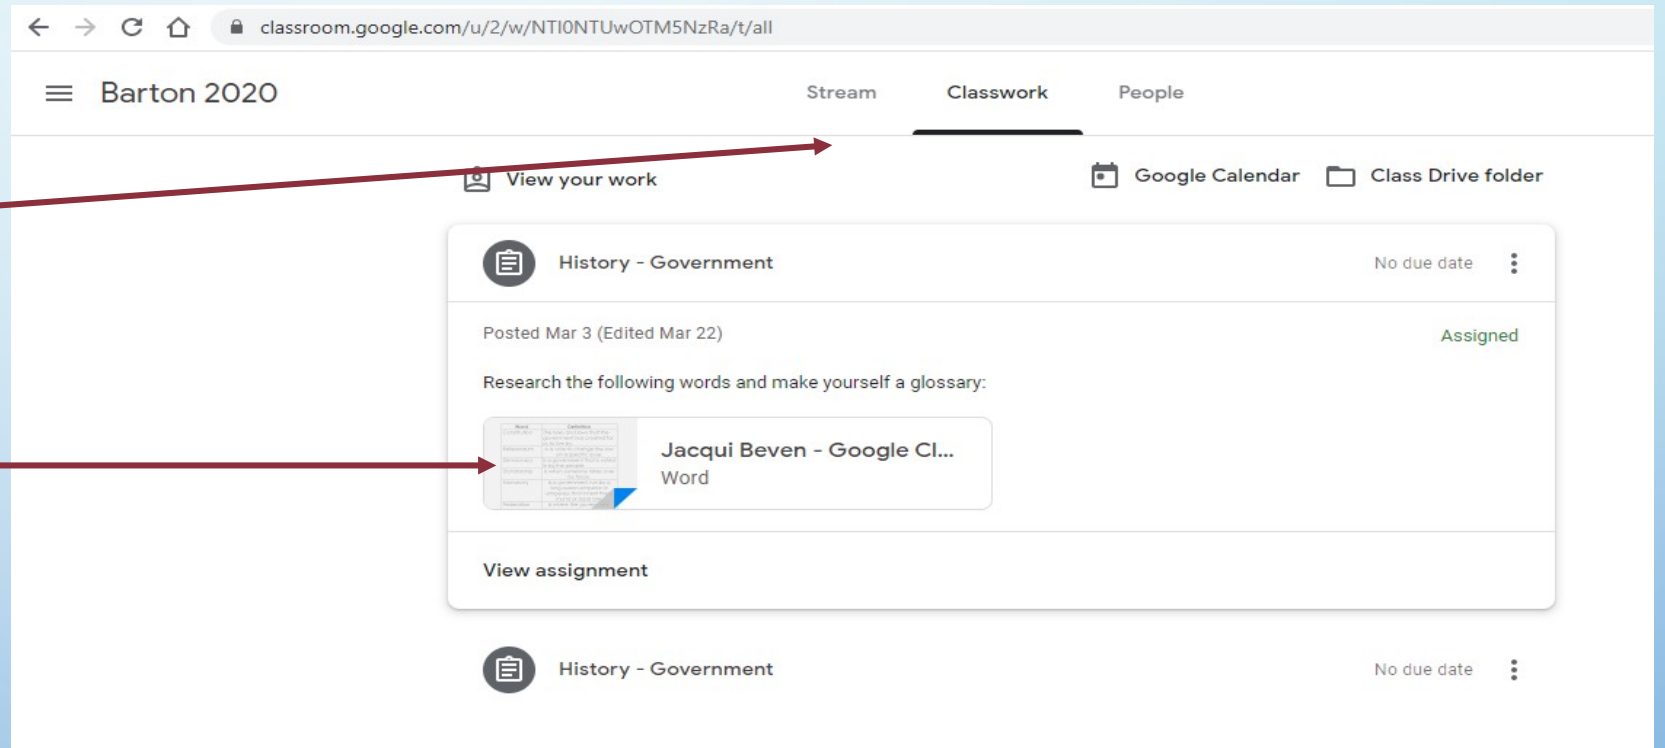 classroom.google.com/u/2/w/NTI0NTUwOTM5NzRa/t/all
Barton 2020
Stream Classwork People
View your work Google Calendar Class Drive folder
History - Government No due date
Posted Mar 3 (Edited Mar 22) Assigned
Research the following words and make yourself a glossary:
Word Definition
Jacqui Beven - Google Cl...
Word
View assignment
History - Government No due date